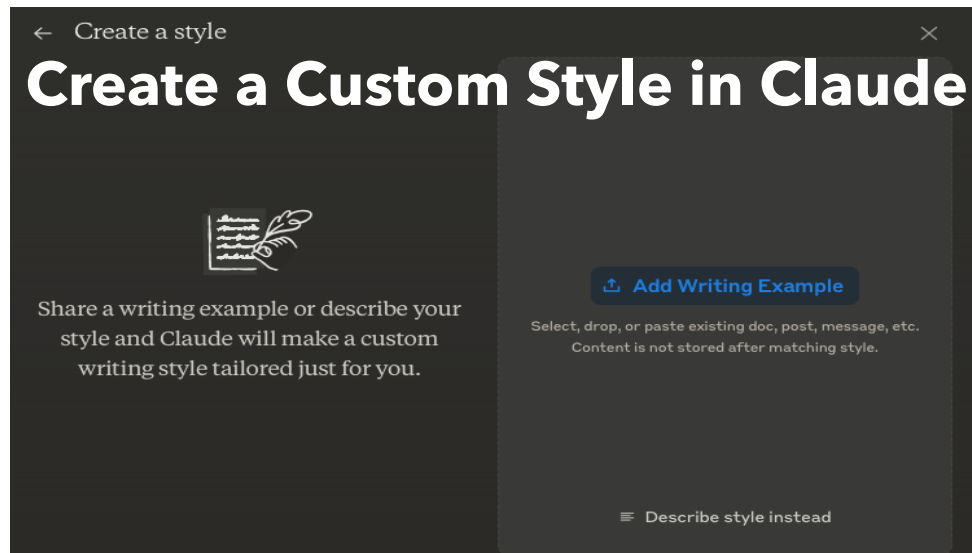 Create a style
Create a Custom Style in Claude
Share a writing example or describe your
style and Claude will make a custom
writing style tailored just for you.
Add Writing Example
Select, drop, or paste existing doc, post, message, etc.
Content is not stored after matching style.
Describe style instead